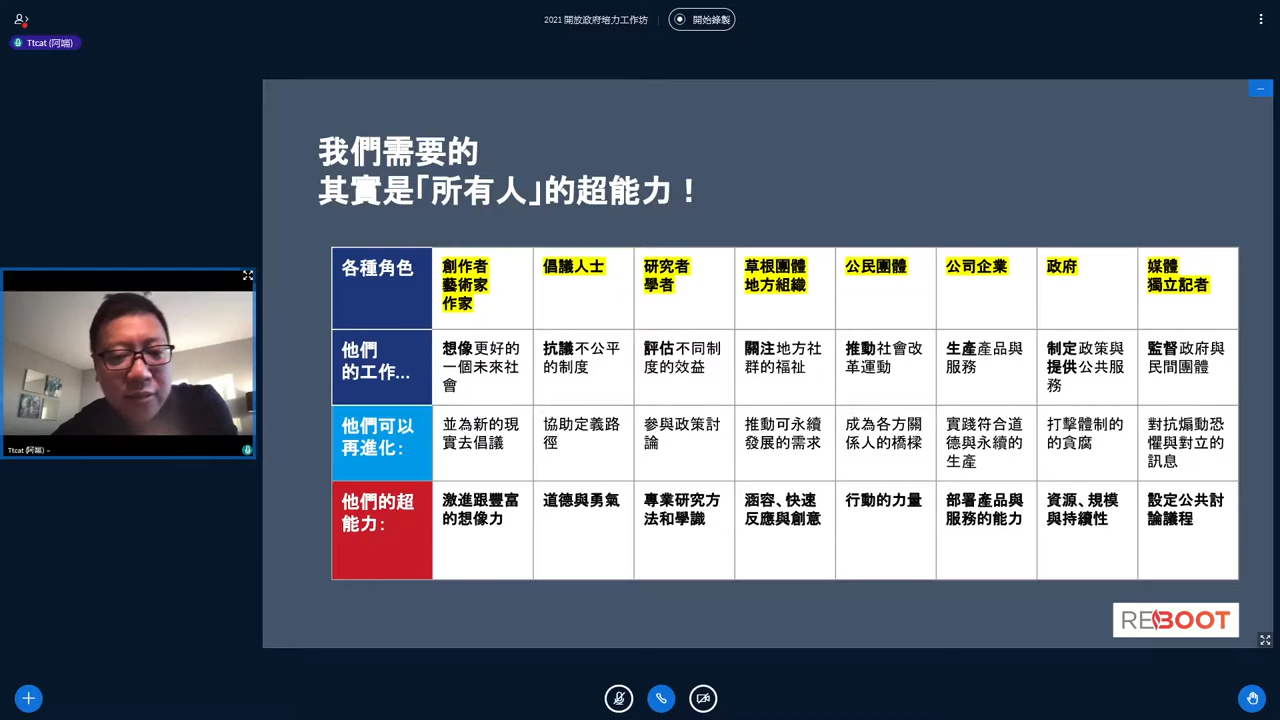 2021 開放政府培力工作坊
開始錄製
Ttcat (阿端)
我們需要的
其實是「所有人」的超能力！
各種角色
創作者
藝術家
作家
倡議人士
研究者
學者
草根團體
地方組織
公民團體
公司企業
政府
媒體
獨立記者
他們
的工作...
想像更好的
一個未來社
會
抗議不公平
的制度
評估不同制
度的效益
關注地方社
群的福祉
推動社會改
革運動
生產產品與
服務
制定政策與
提供公共服
務
監督政府與
民間團體
他們可以
再進化：
並為新的現
實去倡議
協助定義路
徑
參與政策討
論
推動可永續
發展的需求
成為各方關
係人的橋樑
實踐符合道
德與永續的
生產
打擊體制的
的貪腐
對抗煽動恐
懼與對立的
訊息
他們的超
能力：
激進跟豐富
的想像力
道德與勇氣
專業研究方
法和學識
涵容、快速
反應與創意
行動的力量
部署產品與
服務的能力
資源、規模
與持續性
設定公共討
論議程
Ttcat (阿端) –
REBOOT